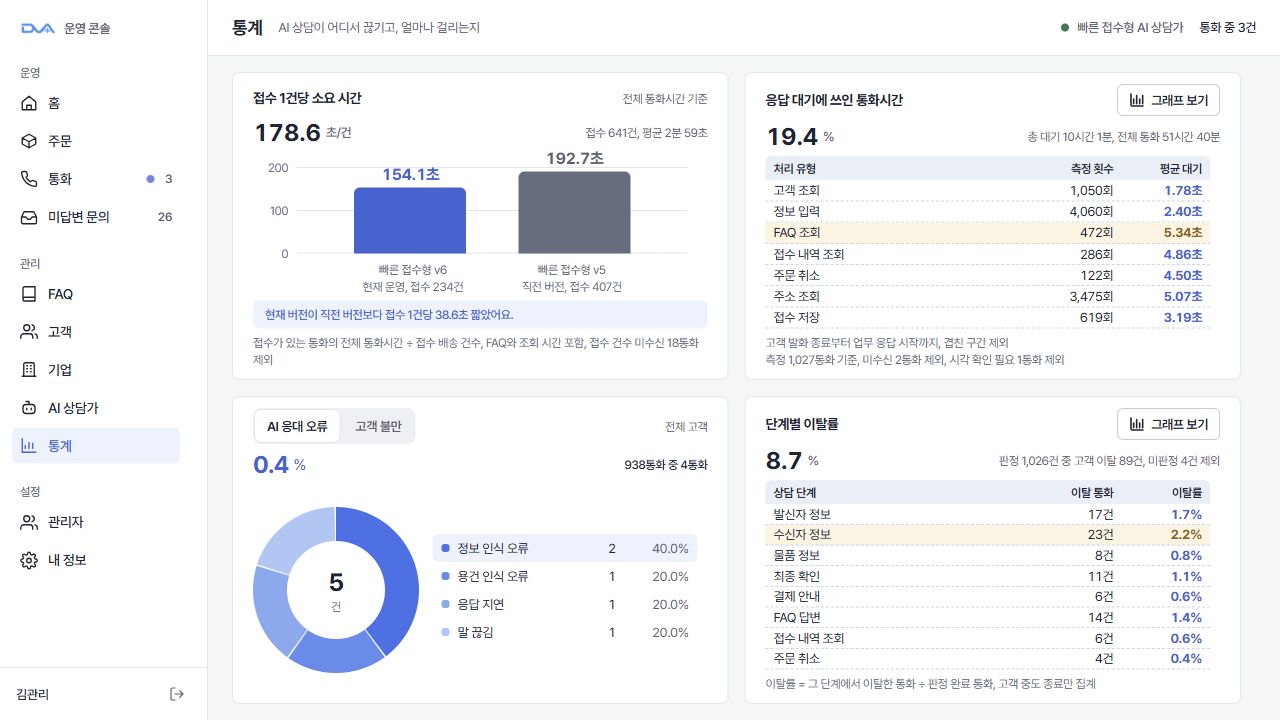 DVA 운영 콘솔
운영
홈
주문
통화 3
미답변 문의 26
관리
FAQ
고객
기업
AI 상담가
통계
설정
관리자
내 정보
김관리
통계 AI 상담이 어디서 끊기고, 얼마나 걸리는지
빠른 접수형 AI 상담가 통화 중 3건
접수 1건당 소요 시간 전체 통화시간 기준
178.6 초/건 접수 641건, 평균 2분 59초
200
100
0
154.1초
192.7초
빠른 접수형 v6
현재 운영, 접수 234건
빠른 접수형 v5
직전 버전, 접수 407건
현재 버전이 직전 버전보다 접수 1건당 38.6초 짧았어요.
접수가 있는 통화의 전체 통화시간 ÷ 접수 배송 건수, FAQ와 조회 시간 포함, 접수 건수 미수신 18통화
제외
응답 대기에 쓰인 통화시간 그래프 보기
19.4 % 총 대기 10시간 1분, 전체 통화 51시간 40분
처리 유형 측정 횟수 평균 대기
고객 조회 1,050회 1.78초
정보 입력 4,060회 2.40초
FAQ 조회 472회 5.34초
접수 내역 조회 286회 4.86초
주문 취소 122회 4.50초
주소 조회 3,475회 5.07초
접수 저장 619회 3.19초
고객 발화 종료부터 업무 응답 시작까지, 겹친 구간 제외
측정 1,027통화 기준, 미수신 2통화 제외, 시각 확인 필요 1통화 제외
AI 응대 오류 고객 불만 전체 고객
0.4 % 938통화 중 4통화
5
건
정보 인식 오류 2 40.0%
용건 인식 오류 1 20.0%
응답 지연 1 20.0%
말 끊김 1 20.0%
단계별 이탈률 그래프 보기
8.7 % 판정 1,026건 중 고객 이탈 89건, 미판정 4건 제외
상담 단계 이탈 통화 이탈률
발신자 정보 17건 1.7%
수신자 정보 23건 2.2%
물품 정보 8건 0.8%
최종 확인 11건 1.1%
결제 안내 6건 0.6%
FAQ 답변 14건 1.4%
접수 내역 조회 6건 0.6%
주문 취소 4건 0.4%
이탈률 = 그 단계에서 이탈한 통화 ÷ 판정 완료 통화, 고객 중도 종료만 집계